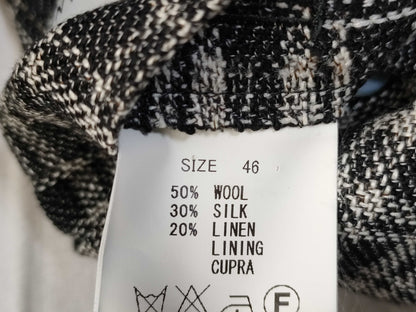 SIZE 46
50% WOOL
30% SILK
20% LINEN
LINING
CUPRA
F